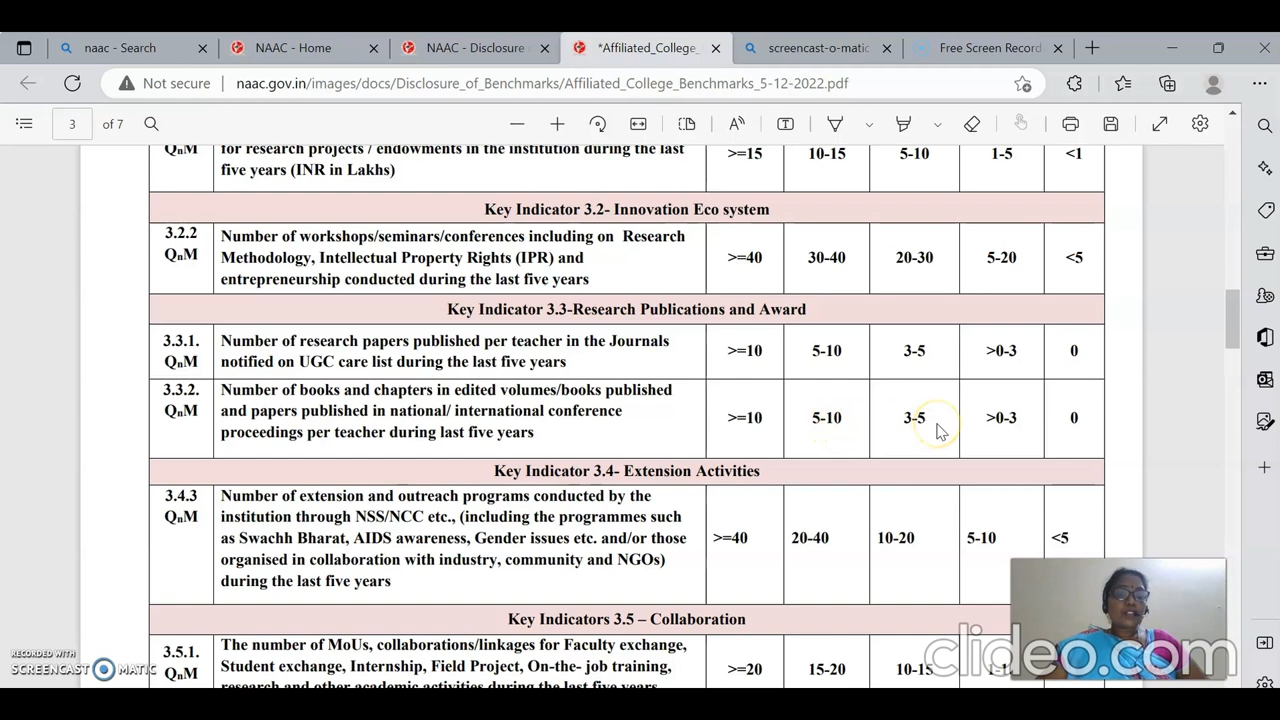 naac - Search
NAAC - Home
NAAC - Disclosure
*Affiliated_College_
screencast-o-matic
Free Screen Record
Not secure
naac.gov.in/images/docs/Disclosure_of_Benchmarks/Affiliated_College_Benchmarks_5-12-2022.pdf
3 of 7
QnM for research projects / endowments in the institution during the last >=15 10-15 5-10 1-5 <1
five years (INR in Lakhs)
Key Indicator 3.2- Innovation Eco system
3.2.2 Number of workshops/seminars/conferences including on Research
QnM Methodology, Intellectual Property Rights (IPR) and >=40 30-40 20-30 5-20 <5
entrepreneurship conducted during the last five years
Key Indicator 3.3-Research Publications and Award
3.3.1. Number of research papers published per teacher in the Journals >=10 5-10 3-5 >0-3 0
QnM notified on UGC care list during the last five years
3.3.2. Number of books and chapters in edited volumes/books published
QnM and papers published in national/ international conference >=10 5-10 3-5 >0-3 0
proceedings per teacher during last five years
Key Indicator 3.4- Extension Activities
3.4.3 Number of extension and outreach programs conducted by the
QnM institution through NSS/NCC etc., (including the programmes such
as Swachh Bharat, AIDS awareness, Gender issues etc. and/or those >=40 20-40 10-20 5-10 <5
organised in collaboration with industry, community and NGOs)
during the last five years
Key Indicators 3.5 – Collaboration
3.5.1. The number of MoUs, collaborations/linkages for Faculty exchange,
QnM Student exchange, Internship, Field Project, On-the- job training, >=20 15-20 10-15
research and other academic activities during the last five years
RECORDED WITH
SCREENCAST MATIC
clideo.com